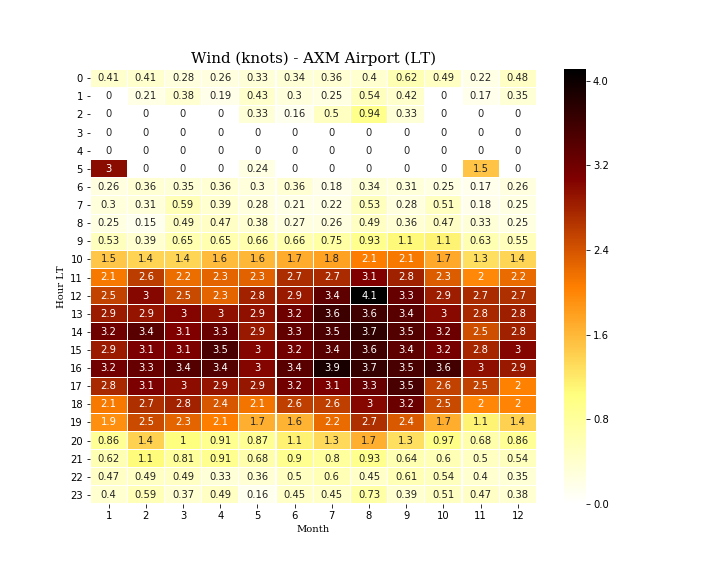 Wind (knots) - AXM Airport (LT)
0 0.41 0.41 0.28 0.26 0.33 0.34 0.36 0.4 0.62 0.49 0.22 0.48
1 0 0.21 0.38 0.19 0.43 0.3 0.25 0.54 0.42 0 0.17 0.35
2 0 0 0 0 0.33 0.16 0.5 0.94 0.33 0 0 0
3 0 0 0 0 0 0 0 0 0 0 0 0
4 0 0 0 0 0 0 0 0 0 0 0 0
5 3 0 0 0 0.24 0 0 0 0 0 1.5 0
6 0.26 0.36 0.35 0.36 0.3 0.36 0.18 0.34 0.31 0.25 0.17 0.26
7 0.3 0.31 0.59 0.39 0.28 0.21 0.22 0.53 0.28 0.51 0.18 0.25
8 0.25 0.15 0.49 0.47 0.38 0.27 0.26 0.49 0.36 0.47 0.33 0.25
9 0.53 0.39 0.65 0.65 0.66 0.66 0.75 0.93 1.1 1.1 0.63 0.55
10 1.5 1.4 1.4 1.6 1.6 1.7 1.8 2.1 2.1 1.7 1.3 1.4
11 2.1 2.6 2.2 2.3 2.3 2.7 2.7 3.1 2.8 2.3 2 2.2
12 2.5 3 2.5 2.3 2.8 2.9 3.4 4.1 3.3 2.9 2.7 2.7
13 2.9 2.9 3 3 2.9 3.2 3.6 3.6 3.4 3 2.8 2.8
14 3.2 3.4 3.1 3.3 2.9 3.3 3.5 3.7 3.5 3.2 2.5 2.8
15 2.9 3.1 3.1 3.5 3 3.2 3.4 3.6 3.4 3.2 2.8 3
16 3.2 3.3 3.4 3.4 3 3.4 3.9 3.7 3.5 3.6 3 2.9
17 2.8 3.1 3 2.9 2.9 3.2 3.1 3.3 3.5 2.6 2.5 2
18 2.1 2.7 2.8 2.4 2.1 2.6 2.6 3 3.2 2.5 2 2
19 1.9 2.5 2.3 2.1 1.7 1.6 2.2 2.7 2.4 1.7 1.1 1.4
20 0.86 1.4 1 0.91 0.87 1.1 1.3 1.7 1.3 0.97 0.68 0.86
21 0.62 1.1 0.81 0.91 0.68 0.9 0.8 0.93 0.64 0.6 0.5 0.54
22 0.47 0.49 0.49 0.33 0.36 0.5 0.6 0.45 0.61 0.54 0.4 0.35
23 0.4 0.59 0.37 0.49 0.16 0.45 0.45 0.73 0.39 0.51 0.47 0.38
1 2 3 4 5 6 7 8 9 10 11 12
Month
Hour LT
4.0
3.2
2.4
1.6
0.8
0.0